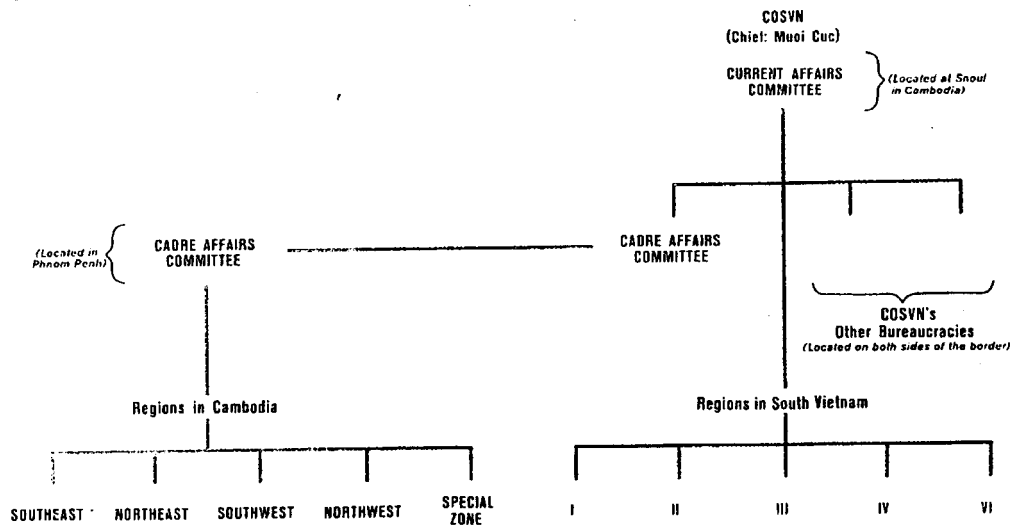 COSVN
(Chief: Muoi Cuc)
CURRENT AFFAIRS
COMMITTEE
(Located at Snoul
in Cambodia)
(Located in
Phnom Penh)
CADRE AFFAIRS
COMMITTEE
CADRE AFFAIRS
COMMITTEE
COSVN's
Other Bureaucracies
(Located on both sides of the border)
Regions in Cambodia
Regions in South Vietnam
SOUTHEAST
NORTHEAST
SOUTHWEST
NORTHWEST
SPECIAL
ZONE
I
II
III
IV
VI